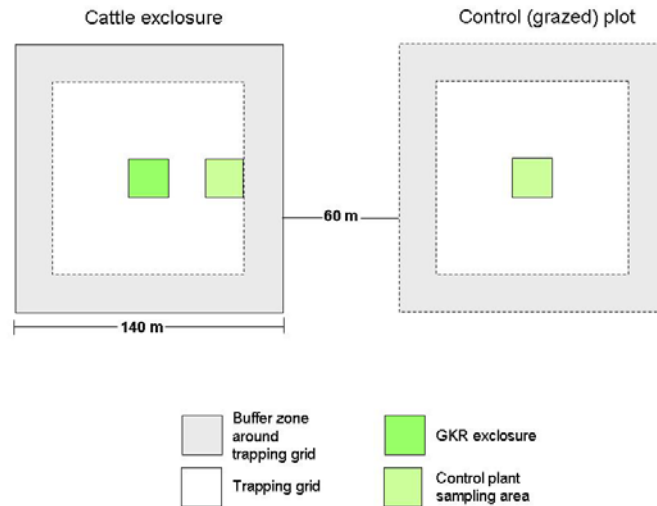 Cattle exclosure
Control (grazed) plot
60 m
140 m
Buffer zone
around
trapping grid
Trapping grid
GKR exclosure
Control plant
sampling area